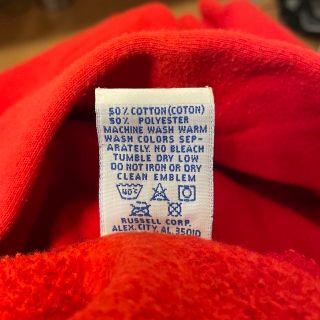 50% COTTON (COTON)
50% POLYESTER
MACHINE WASH WARM
WASH COLORS SEP-
ARATELY. NO BLEACH
TUMBLE DRY LOW
DO NOT IRON OR DRY
CLEAN EMBLEM
40°C
RUSSELL CORP.
ALEX. CITY, AL. 35010